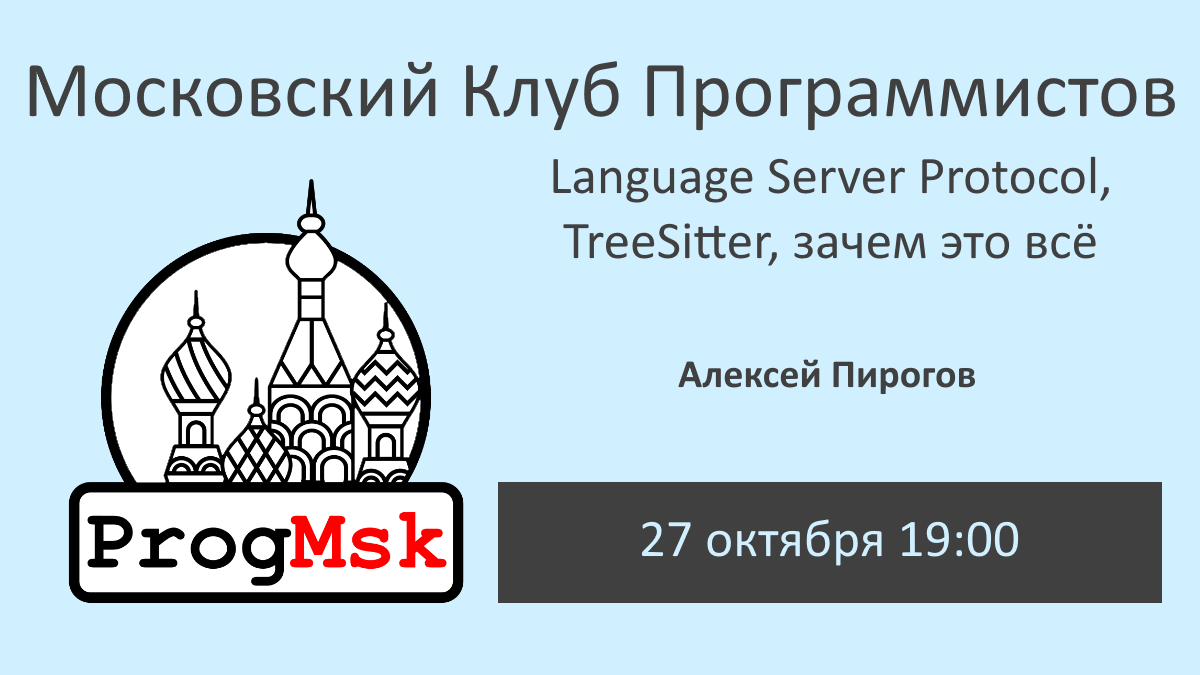 Московский Клуб Программистов
Language Server Protocol,
TreeSitter, зачем это всё
Алексей Пирогов
ProgMsk
27 октября 19:00